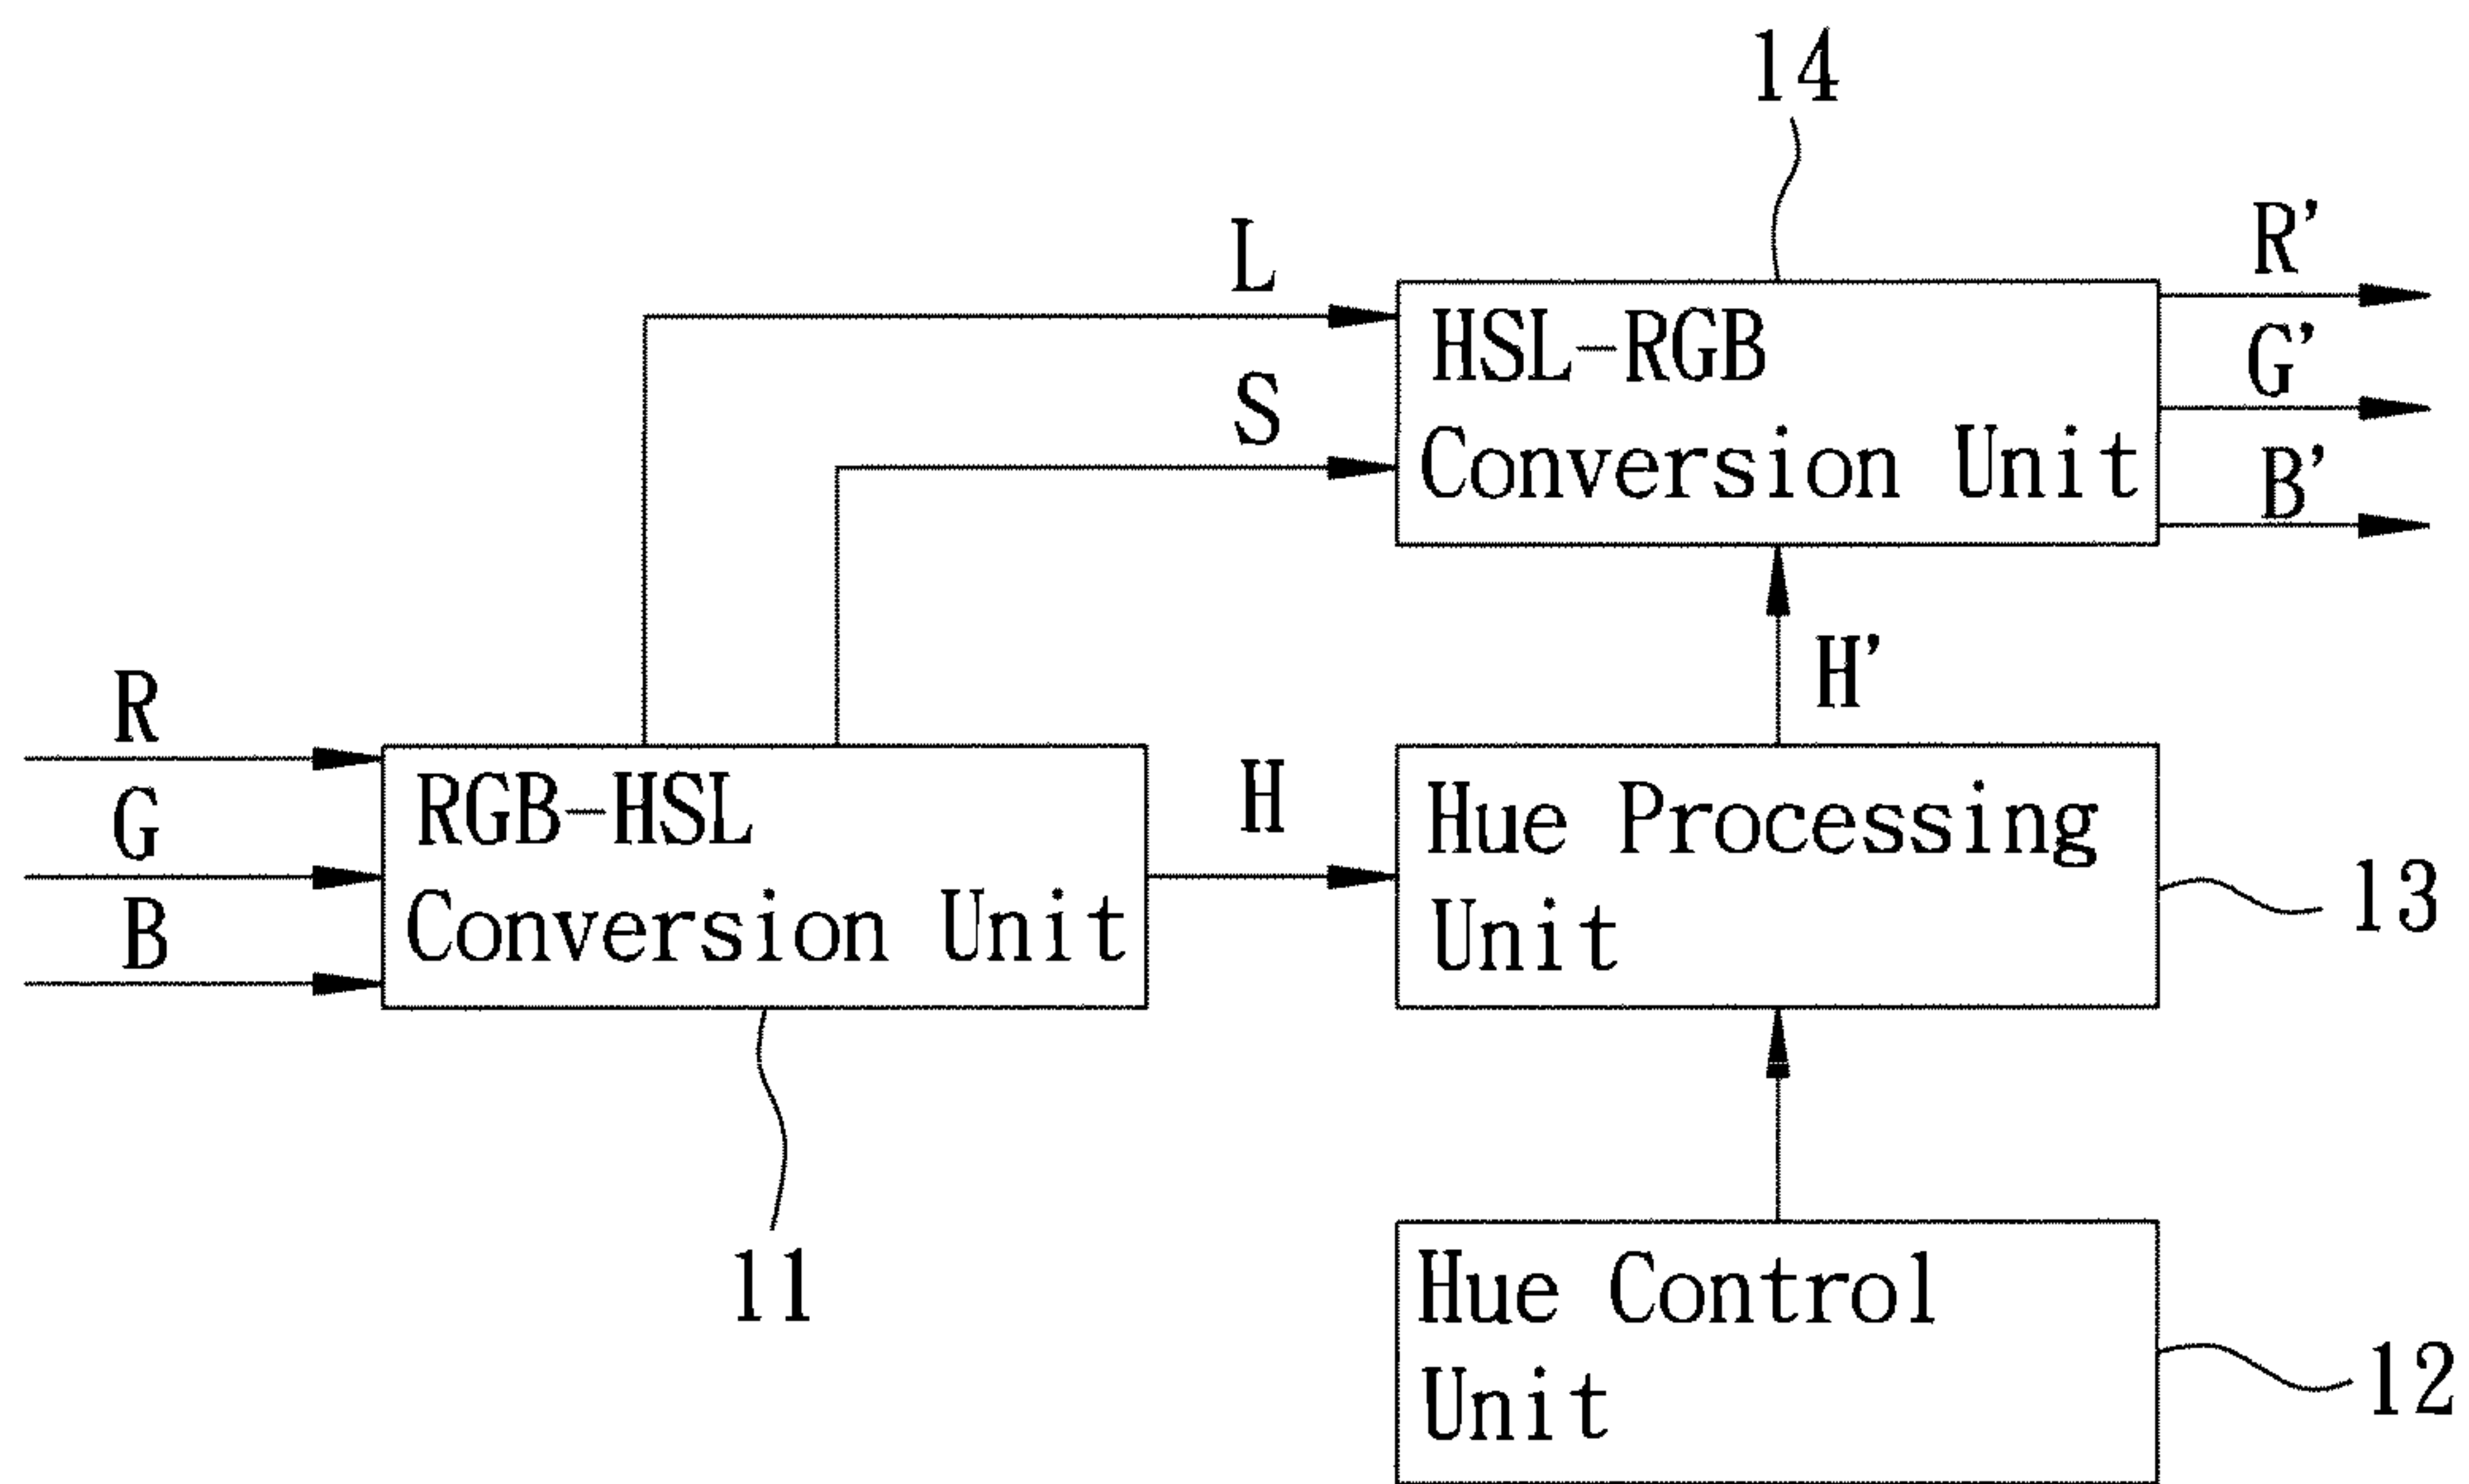 14
L
R'
HSL-RGB
G'
S
Conversion Unit
B'
H'
R
RGB-HSL
H
Hue Processing
G
Conversion Unit
Unit
13
B
11
Hue Control
Unit
12